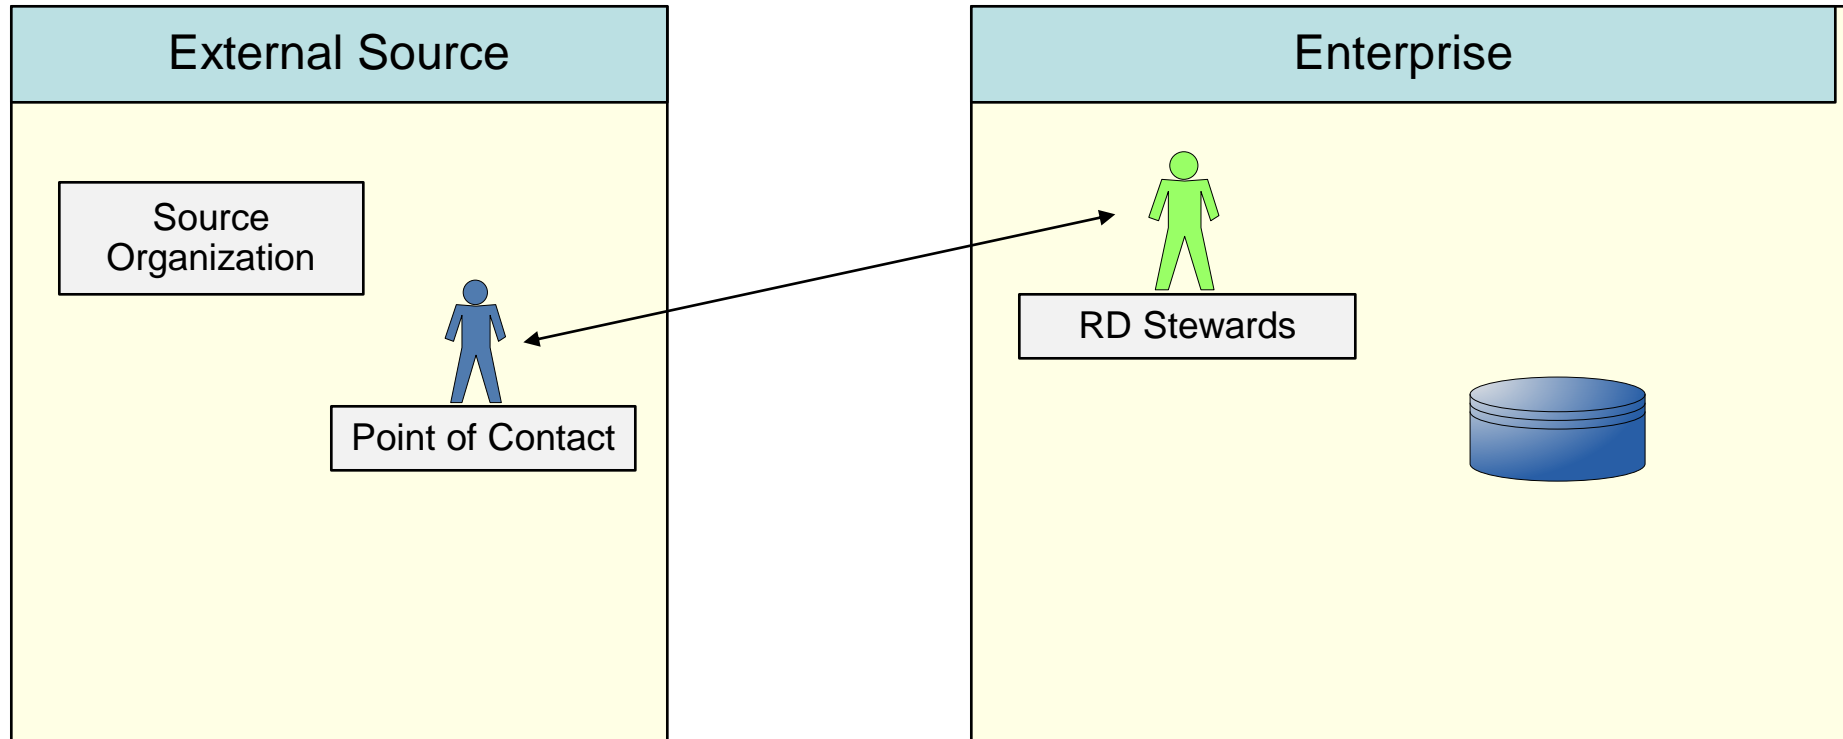 External Source
Enterprise
Source
Organization
RD Stewards
Point of Contact